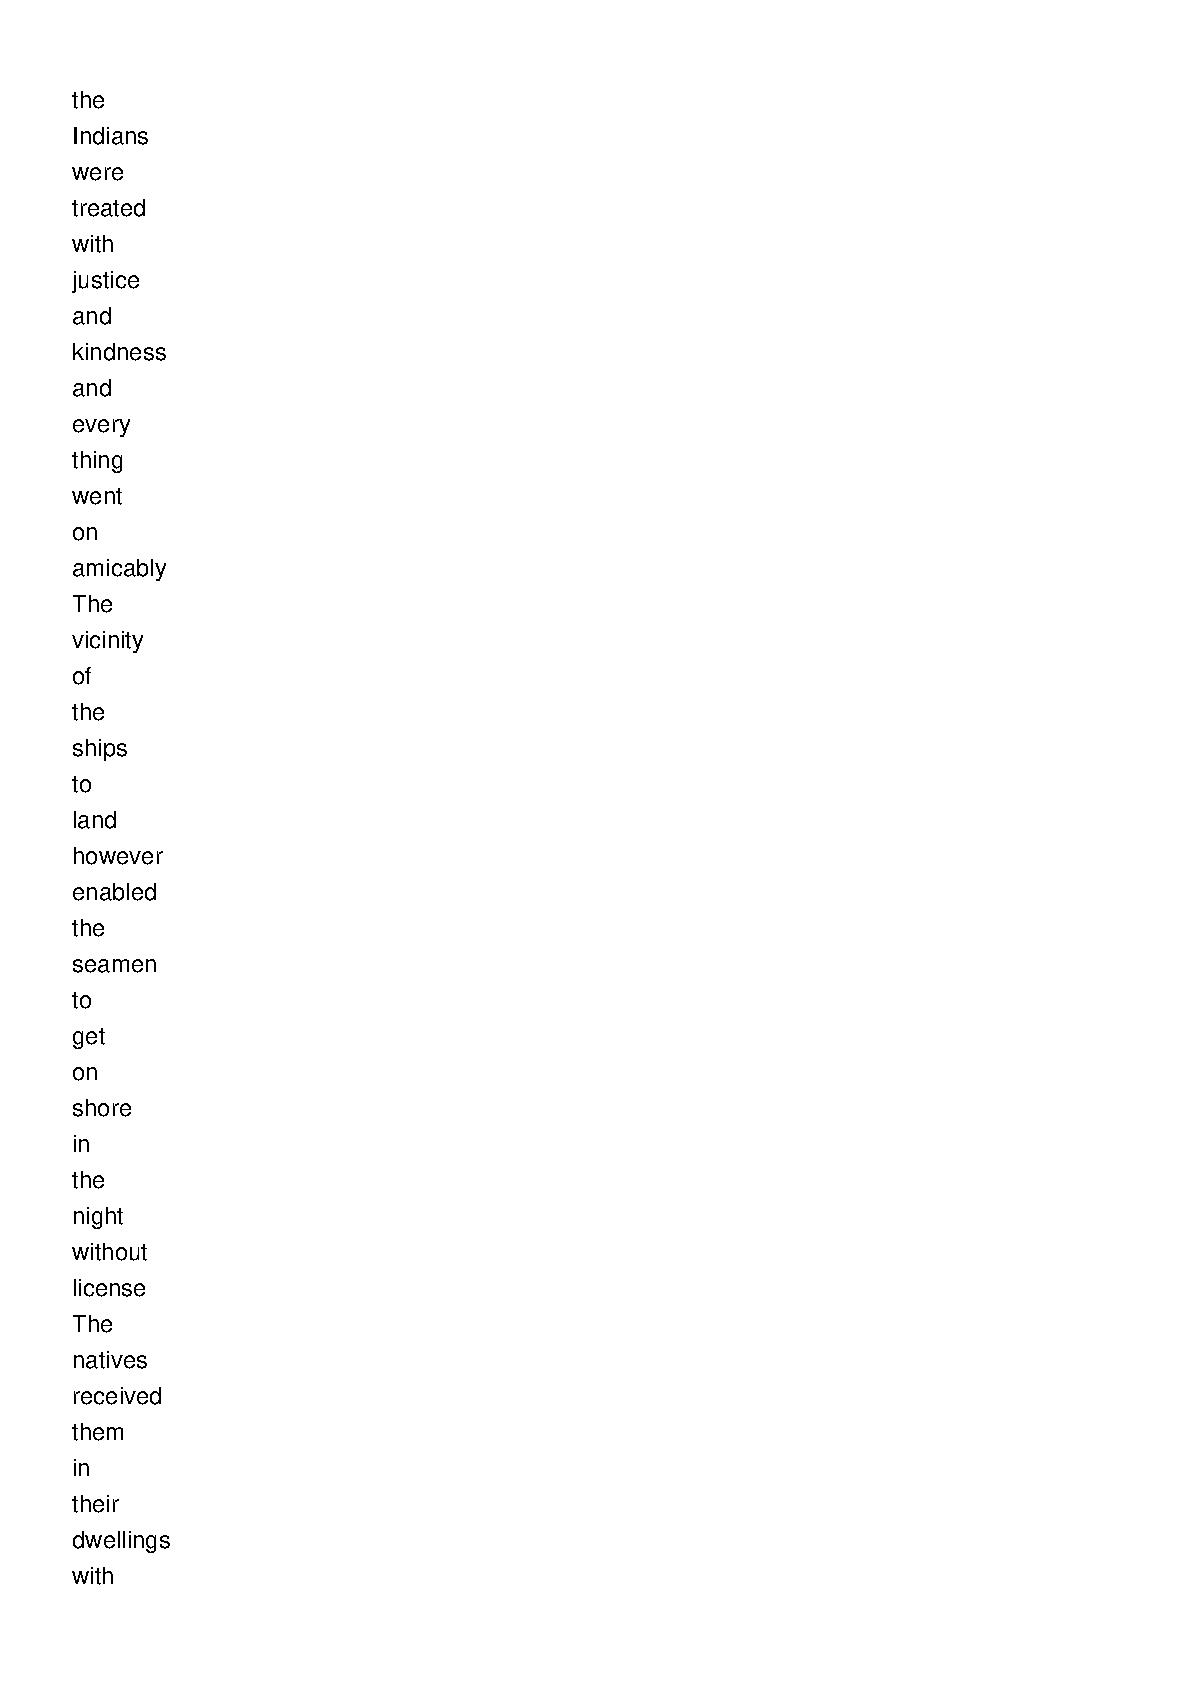 the
Indians
were
treated
with
justice
and
kindness
and
every
thing
went
on
amicably
The
vicinity
of
the
ships
to
land
however
enabled
the
seamen
to
get
on
shore
in
the
night
without
license
The
natives
received
them
in
their
dwellings
with